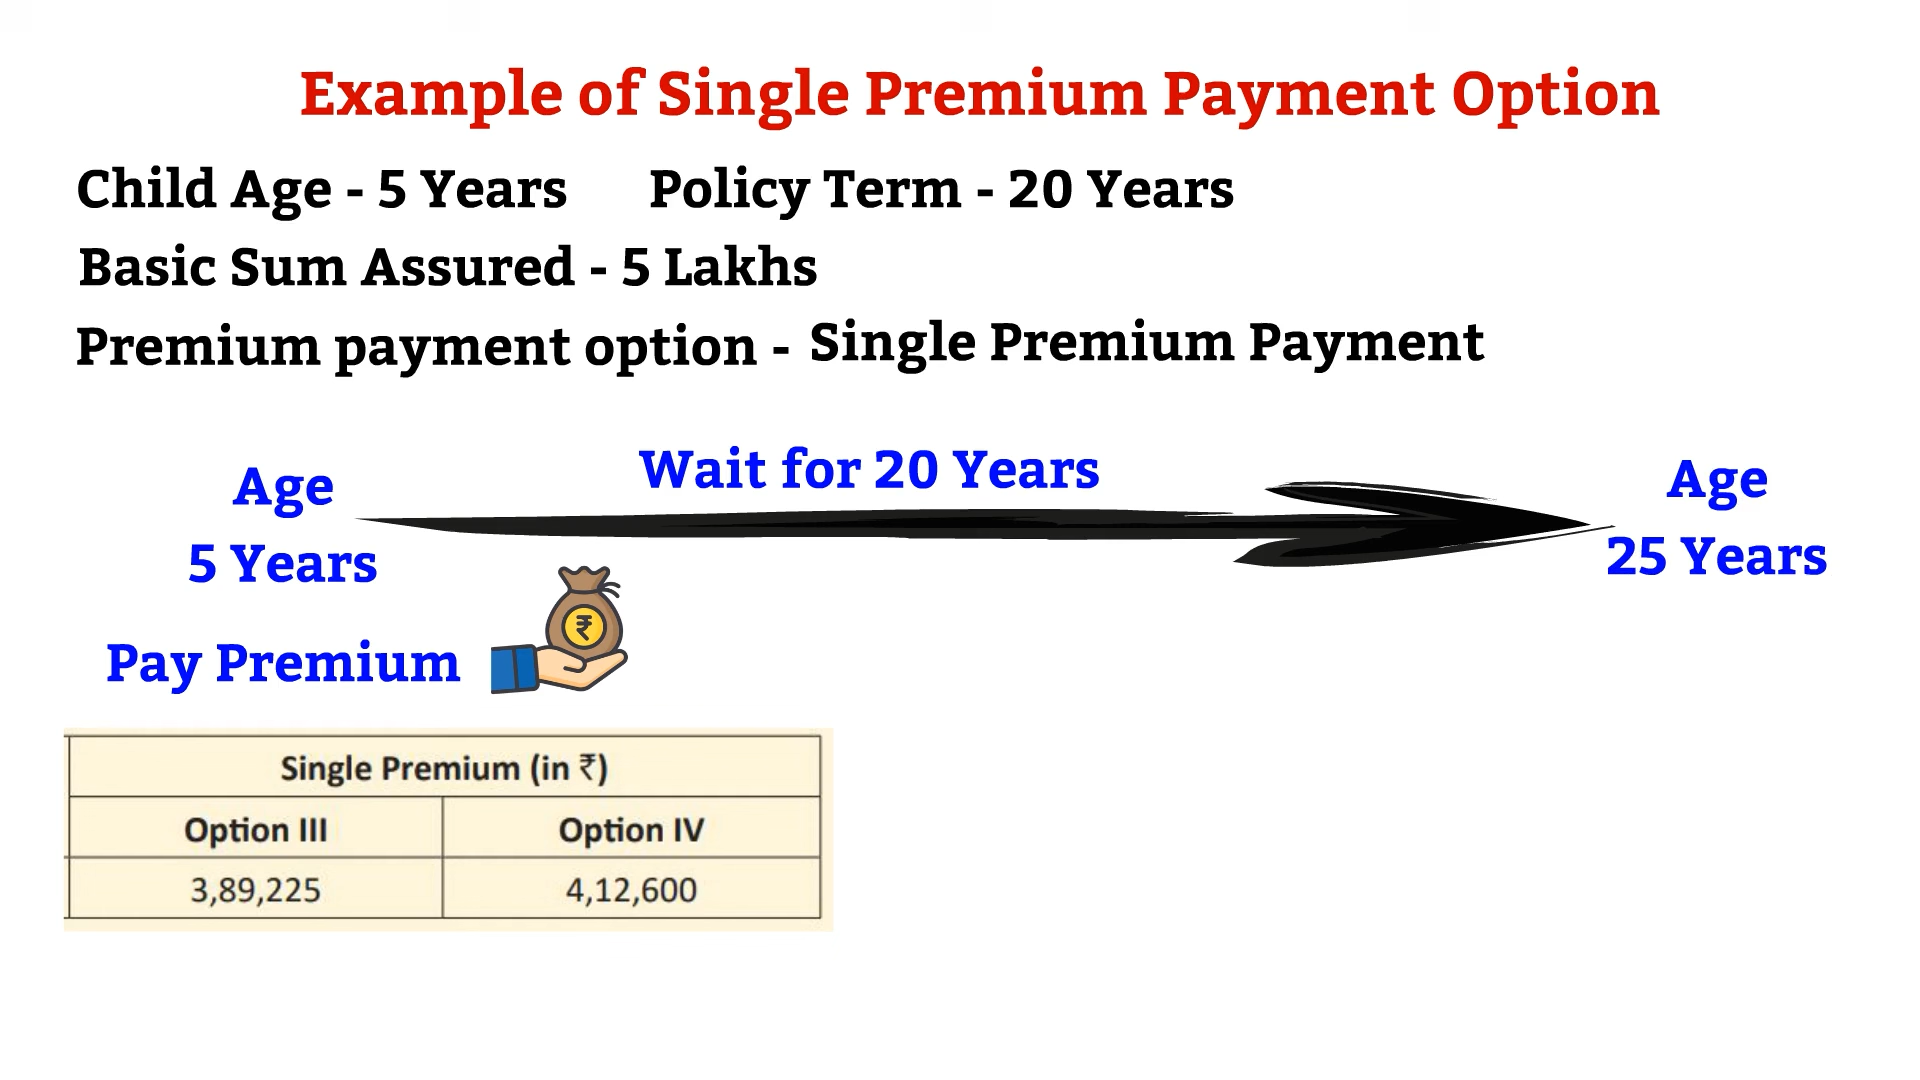 Example of Single Premium Payment Option
Child Age - 5 Years Policy Term - 20 Years
Basic Sum Assured - 5 Lakhs
Premium payment option - Single Premium Payment
Wait for 20 Years
Age
5 Years
Age
25 Years
Pay Premium
₹
Single Premium (in ₹)
Option III Option IV
3,89,225 4,12,600